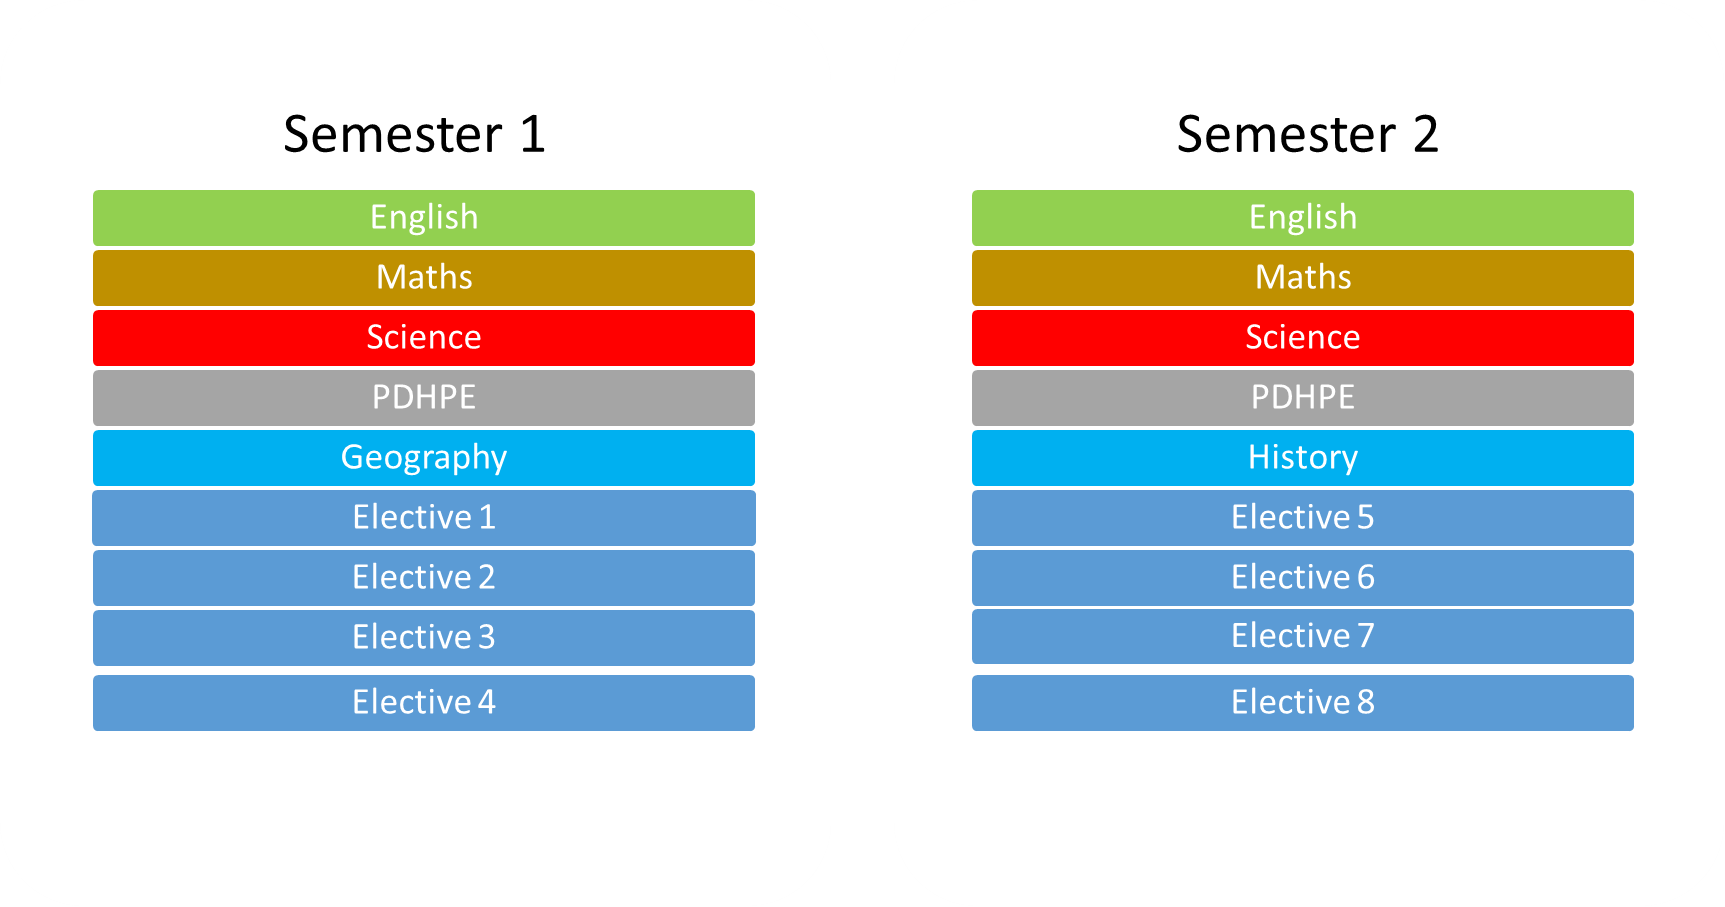 Semester 1
English
Maths
Science
PDHPE
Geography
Elective 1
Elective 2
Elective 3
Elective 4
Semester 2
English
Maths
Science
PDHPE
History
Elective 5
Elective 6
Elective 7
Elective 8